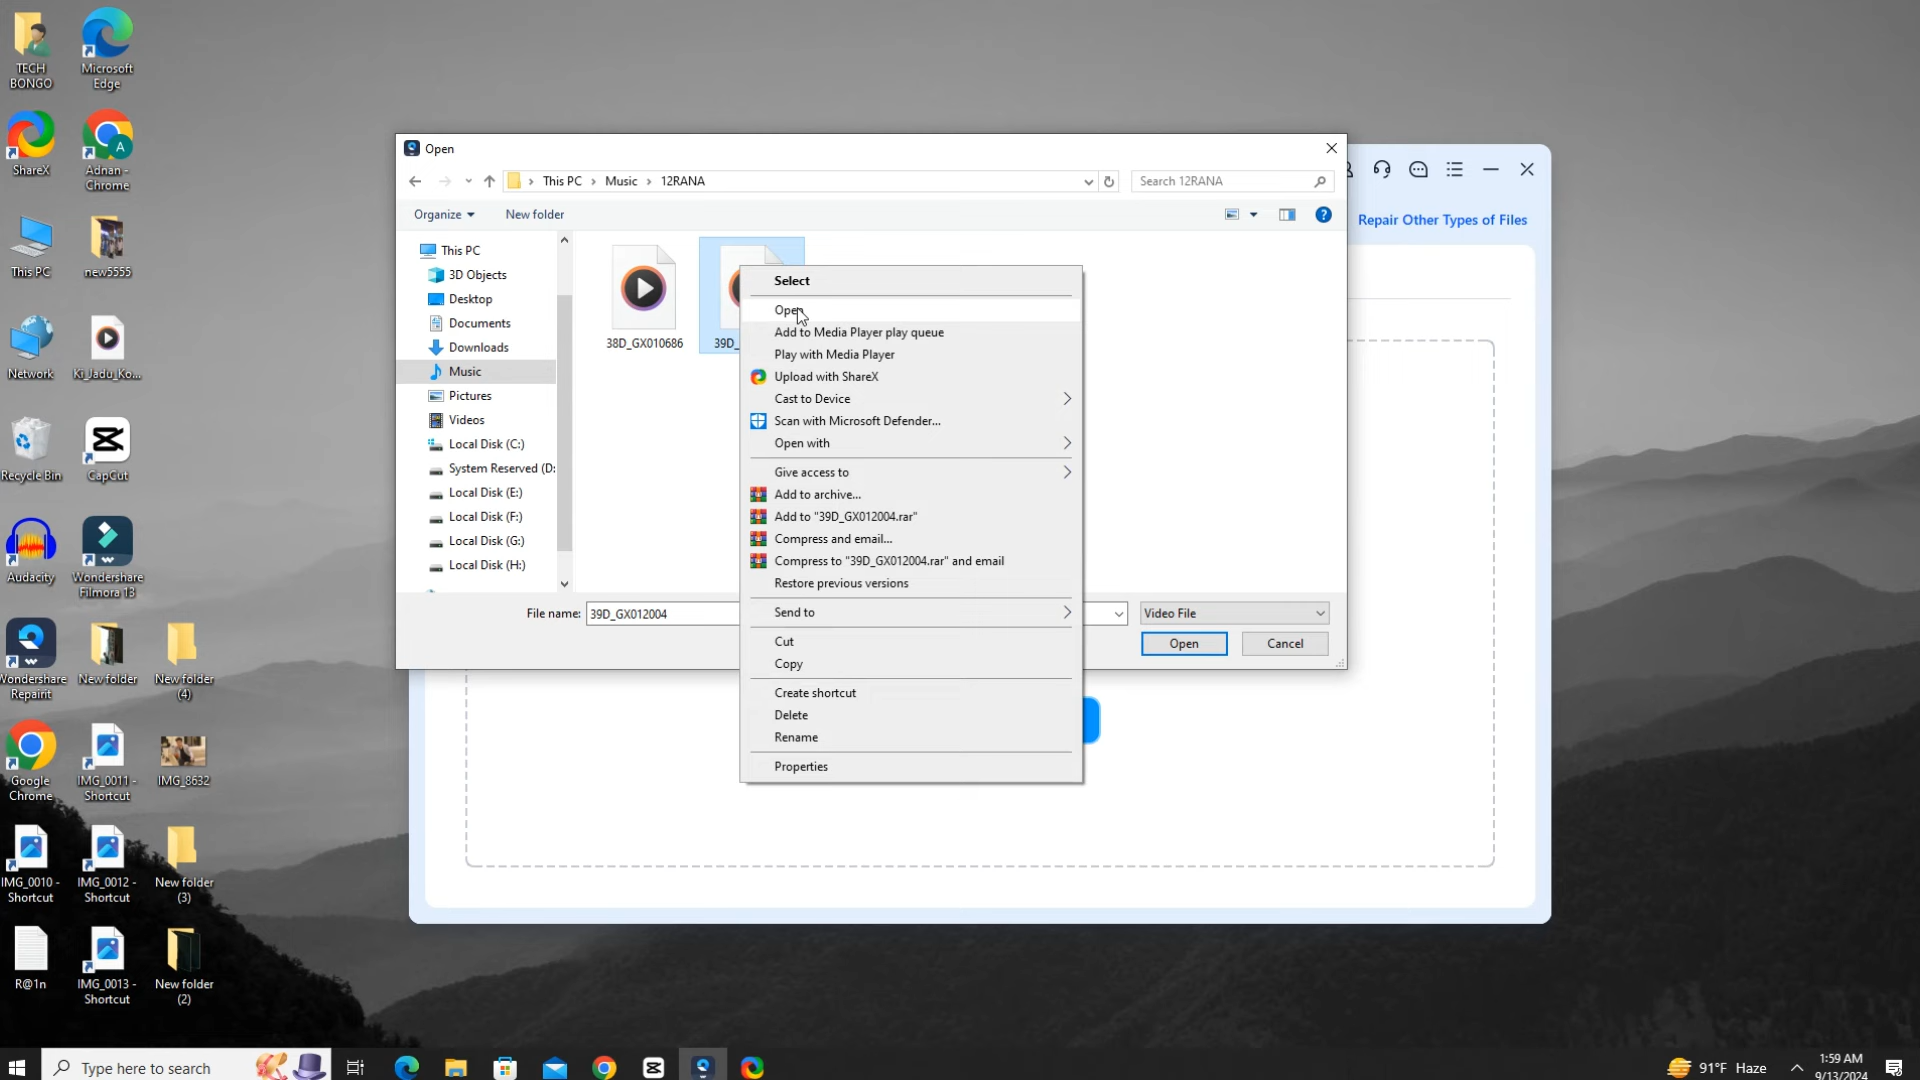 TECH
BONGO
Microsoft
Edge
ShareX
Adnan -
Chrome
This PC
new5555
Network
Ki_Jadu_Ko...
Recycle Bin
CapCut
Audacity
Wondershare
Filmora 13
Wondershare
Repairit
New folder
New folder
(4)
Google
Chrome
IMG_0011 -
Shortcut
IMG_8632
IMG_0010 -
Shortcut
IMG_0012 -
Shortcut
New folder
(3)
R@1n
IMG_0013 -
Shortcut
New folder
(2)
Open
This PC › Music › 12RANA
Search 12RANA
Organize
New folder
This PC
3D Objects
Desktop
Documents
Downloads
Music
Pictures
Videos
Local Disk (C:)
System Reserved (D:
Local Disk (E:)
Local Disk (F:)
Local Disk (G:)
Local Disk (H:)
38D_GX010686
39D_
File name: 39D_GX012004
Video File
Open
Cancel
Select
Open
Add to Media Player play queue
Play with Media Player
Upload with ShareX
Cast to Device
Scan with Microsoft Defender...
Open with
Give access to
Add to archive...
Add to "39D_GX012004.rar"
Compress and email...
Compress to "39D_GX012004.rar" and email
Restore previous versions
Send to
Cut
Copy
Create shortcut
Delete
Rename
Properties
Repair Other Types of Files
Type here to search
91°F Haze
1:59 AM
9/13/2024